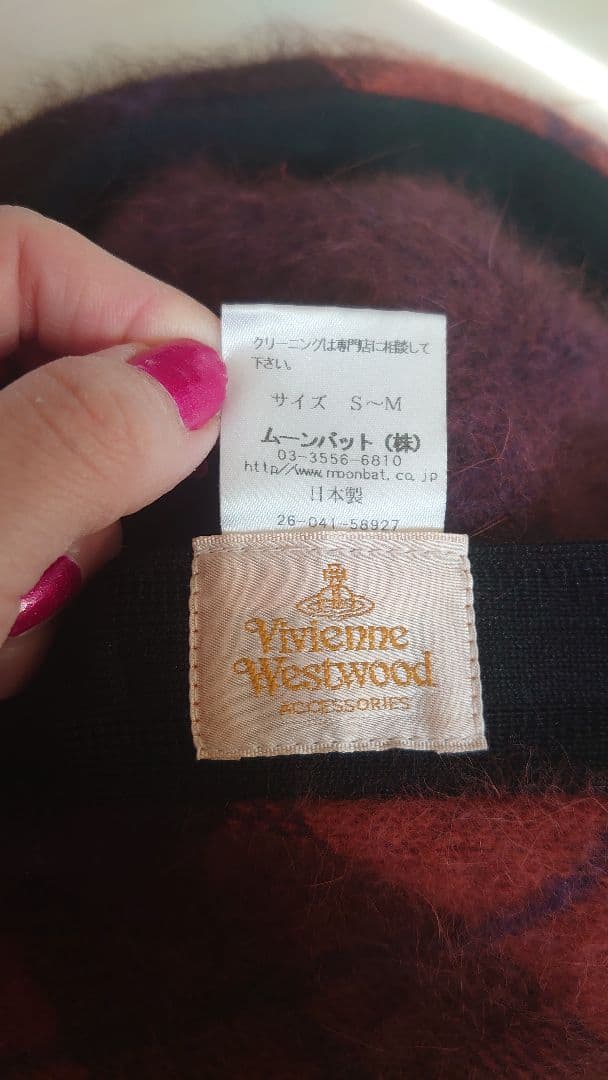 クリーニングは専門店に相談して
下さい。
サイズ S～M
ムーンバット（株）
03-3556-6810
http://www.moonbat.co.jp
日本製
26-041-56927
Vivienne
Westwood
ACCESSORIES